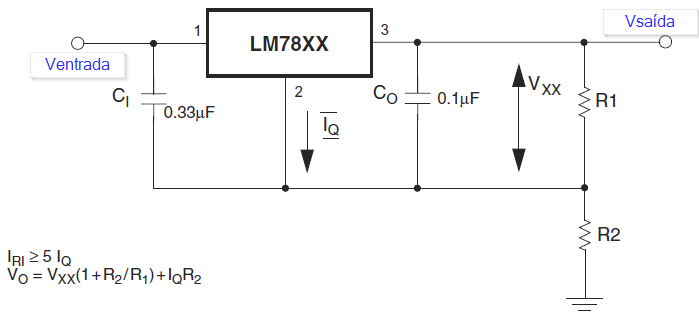 Vsaída
1
LM78XX
3
Ventrada
CI
0.33µF
2
IQ
CO
0.1µF
VXX
R1
R2
IRI ≥ 5 IQ
VO = VXX(1+R2/R1)+IQR2